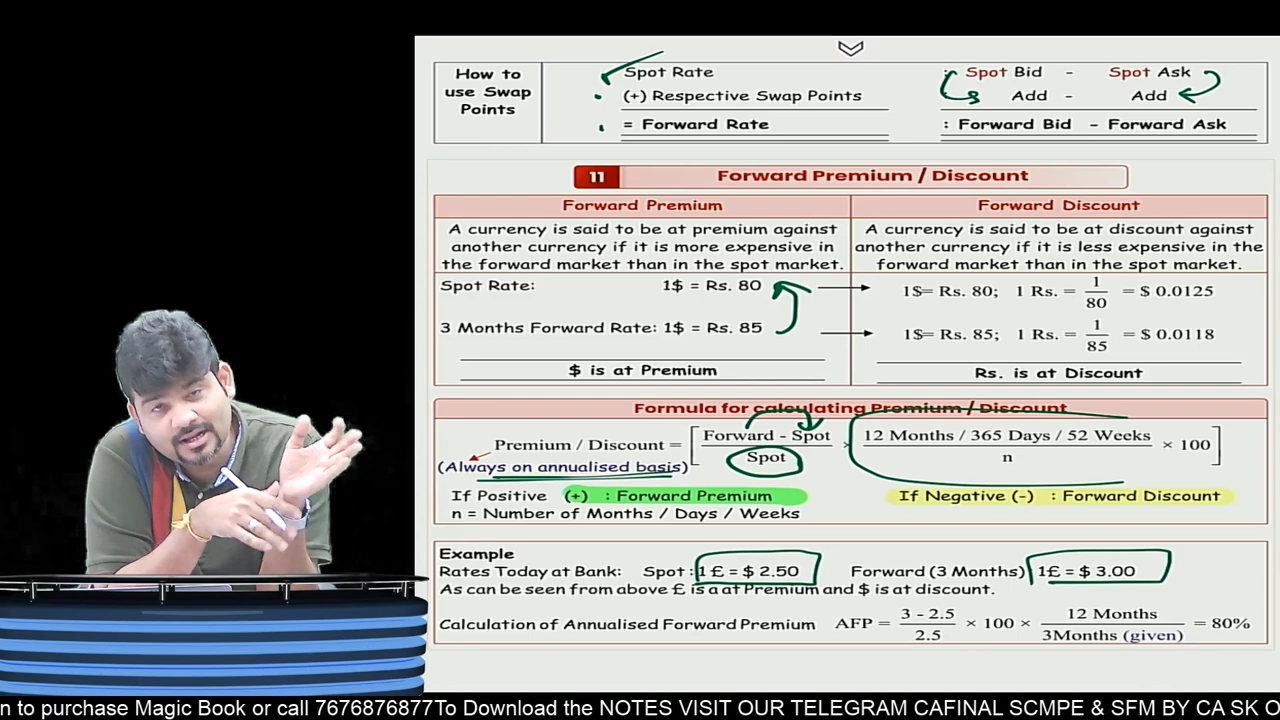 How to
use Swap
Points
Spot Rate : Spot Bid - Spot Ask
(+) Respective Swap Points Add - Add
= Forward Rate : Forward Bid - Forward Ask
11 Forward Premium / Discount
Forward Premium
A currency is said to be at premium against
another currency if it is more expensive in
the forward market than in the spot market.
Forward Discount
A currency is said to be at discount against
another currency if it is less expensive in the
forward market than in the spot market.
Spot Rate: 1$ = Rs. 80
1$= Rs. 80; 1 Rs. = 1/80 = $ 0.0125
3 Months Forward Rate: 1$ = Rs. 85
1$= Rs. 85; 1 Rs. = 1/85 = $ 0.0118
$ is at Premium
Rs. is at Discount
Formula for calculating Premium / Discount
Premium / Discount = [ Forward - Spot / Spot × 12 Months / 365 Days / 52 Weeks / n × 100 ]
(Always on annualised basis)
If Positive (+) : Forward Premium If Negative (-) : Forward Discount
n = Number of Months / Days / Weeks
Example
Rates Today at Bank: Spot : 1 £ = $ 2.50 Forward (3 Months) 1£ = $ 3.00
As can be seen from above £ is a at Premium and $ is at discount.
Calculation of Annualised Forward Premium AFP = 3 - 2.5 / 2.5 × 100 × 12 Months / 3Months (given) = 80%
n to purchase Magic Book or call 7676876877To Download the NOTES VISIT OUR TELEGRAM CAFINAL SCMPE & SFM BY CA SK O